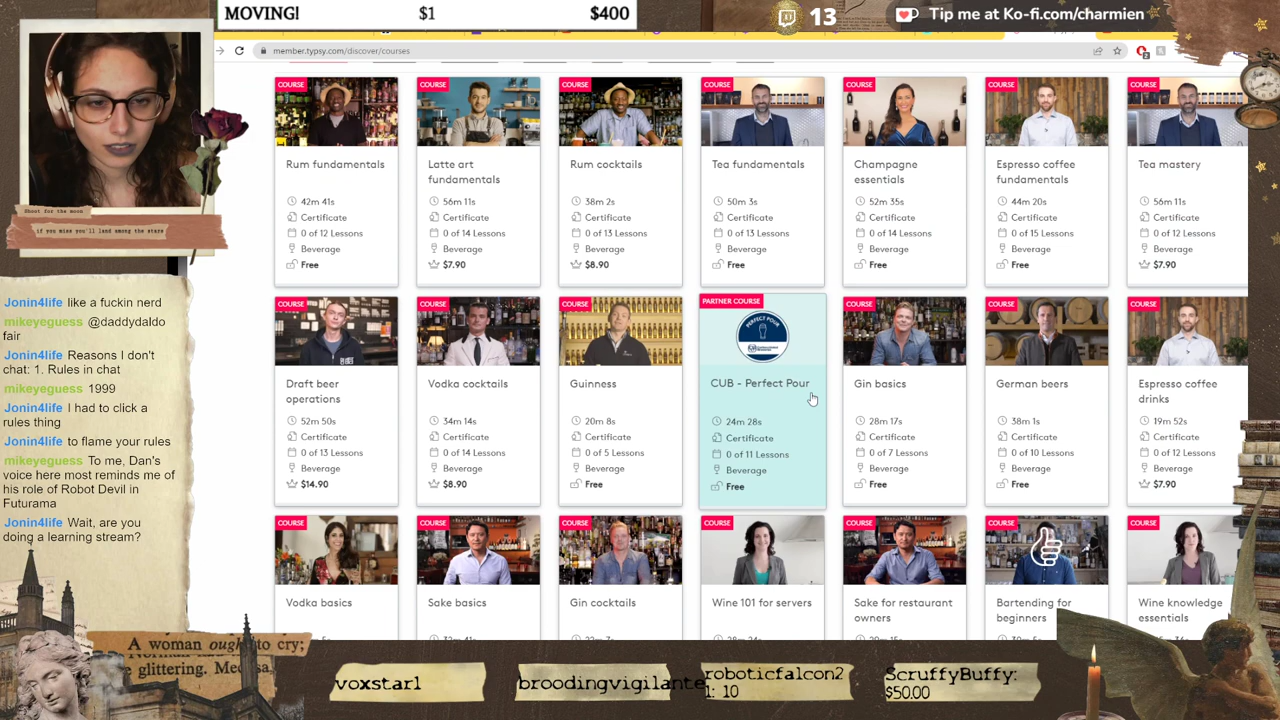 MOVING!
$1
$400
13
Tip me at Ko-fi.com/charmien
member.typsy.com/discover/courses
Shoot for the moon
if you miss you'll land among the stars
Jonin4life like a fuckin nerd
mikeyeguess @daddydaldo
fair
Jonin4life Reasons I don't
chat: 1. Rules in chat
mikeyeguess 1999
Jonin4life I had to click a
rules thing
Jonin4life to flame your rules
mikeyeguess To me, Dan's
voice here most reminds me of
his role of Robot Devil in
Futurama
Jonin4life Wait, are you
doing a learning stream?
COURSE
Rum fundamentals
42m 41s
Certificate
0 of 12 Lessons
Beverage
Free
COURSE
Latte art
fundamentals
56m 11s
Certificate
0 of 14 Lessons
Beverage
$7.90
COURSE
Rum cocktails
38m 2s
Certificate
0 of 13 Lessons
Beverage
$8.90
COURSE
Tea fundamentals
50m 3s
Certificate
0 of 13 Lessons
Beverage
Free
COURSE
Champagne
essentials
52m 35s
Certificate
0 of 14 Lessons
Beverage
Free
COURSE
Espresso coffee
fundamentals
44m 20s
Certificate
0 of 15 Lessons
Beverage
Free
COURSE
Tea mastery
56m 11s
Certificate
0 of 12 Lessons
Beverage
$7.90
COURSE
Draft beer
operations
52m 50s
Certificate
0 of 13 Lessons
Beverage
$14.90
COURSE
Vodka cocktails
34m 14s
Certificate
0 of 14 Lessons
Beverage
$8.90
COURSE
Guinness
20m 8s
Certificate
0 of 5 Lessons
Beverage
Free
PARTNER COURSE
PERFECT POUR
CUB - Perfect Pour
24m 28s
Certificate
0 of 11 Lessons
Beverage
Free
COURSE
Gin basics
28m 17s
Certificate
0 of 7 Lessons
Beverage
Free
COURSE
German beers
38m 1s
Certificate
0 of 10 Lessons
Beverage
Free
COURSE
Espresso coffee
drinks
19m 52s
Certificate
0 of 12 Lessons
Beverage
$7.90
COURSE
Vodka basics
COURSE
Sake basics
COURSE
Gin cocktails
COURSE
Wine 101 for servers
COURSE
Sake for restaurant
owners
COURSE
Bartending for
beginners
COURSE
Wine knowledge
essentials
A woman ought to cry;
glittering.
voxstar1
broodingvigilante
roboticfalcon2
1: 10
ScruffyBuffy:
$50.00